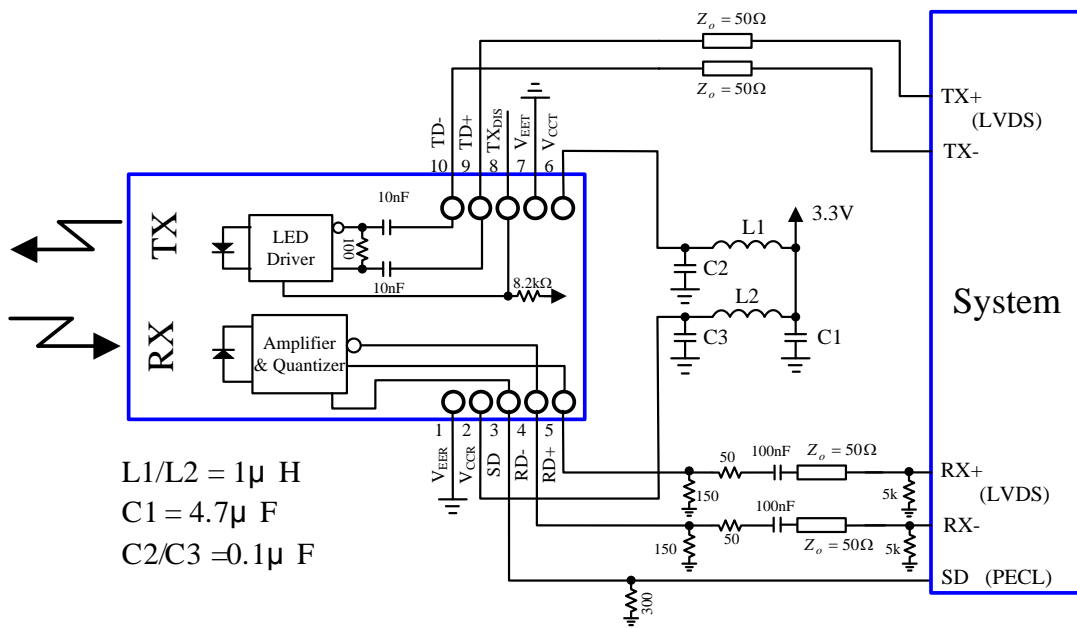 Z_o = 50Ω
Z_o = 50Ω
TX+
(LVDS)
TX-
TD-
TD+
TX_DIS
V_EET
V_CCT
10
9
8
7
6
3.3V
L1
C2
L2
C3
C1
System
TX
10nF
LED
Driver
100
10nF
8.2kΩ
RX
Amplifier
& Quantizer
1
2
3
4
5
V_EER
V_CCR
SD
RD-
RD+
L1/L2 = 1μ H
C1 = 4.7μ F
C2/C3 =0.1μ F
50
100nF
Z_o = 50Ω
RX+
(LVDS)
150
5k
100nF
50
Z_o = 50Ω
RX-
150
5k
SD (PECL)
300